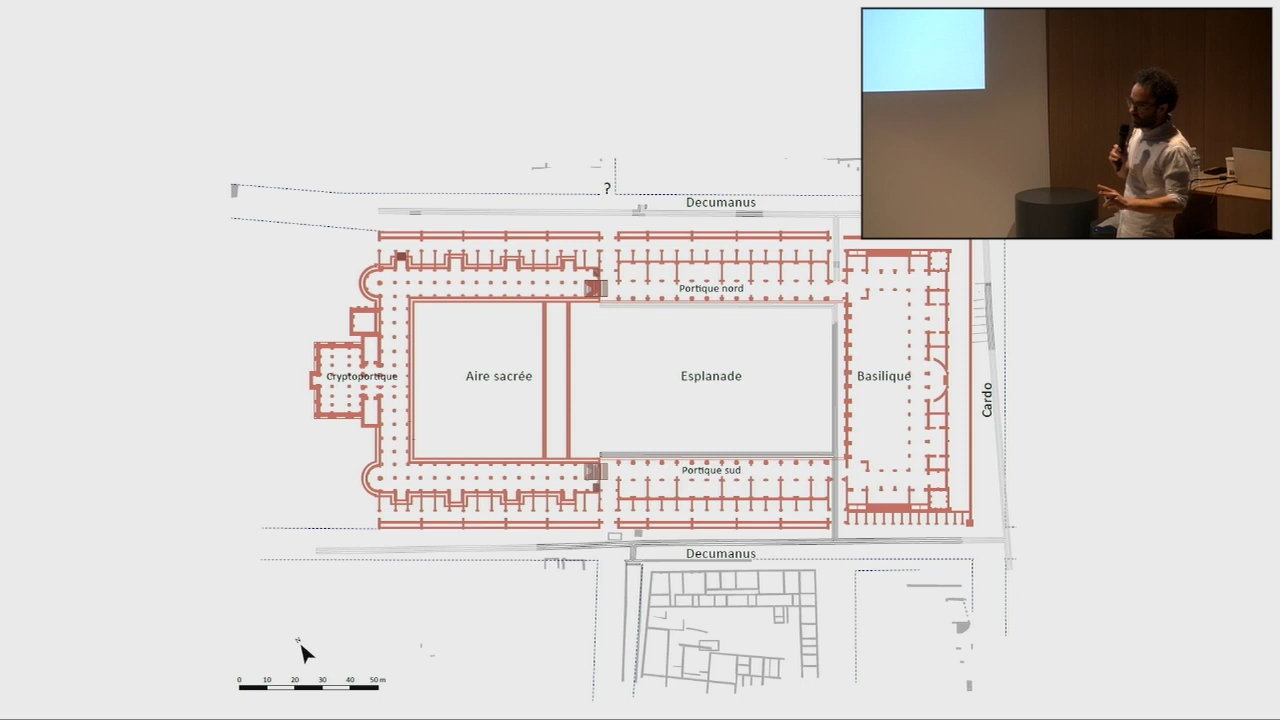 ?
Decumanus
Portique nord
Cryptoportique
Aire sacrée
Esplanade
Basilique
Cardo
Portique sud
Decumanus
N
0 10 20 30 40 50 m